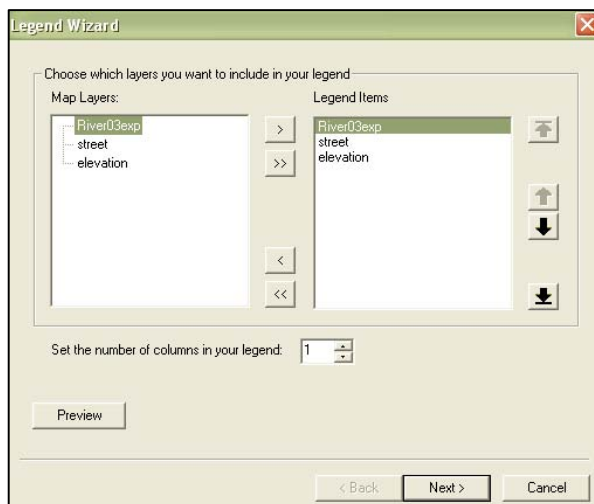 Legend Wizard
Choose which layers you want to include in your legend
Map Layers:
Legend Items
River03exp
street
elevation
>
>>
<
<<
River03exp
street
elevation
Set the number of columns in your legend: 1
Preview
< Back
Next >
Cancel